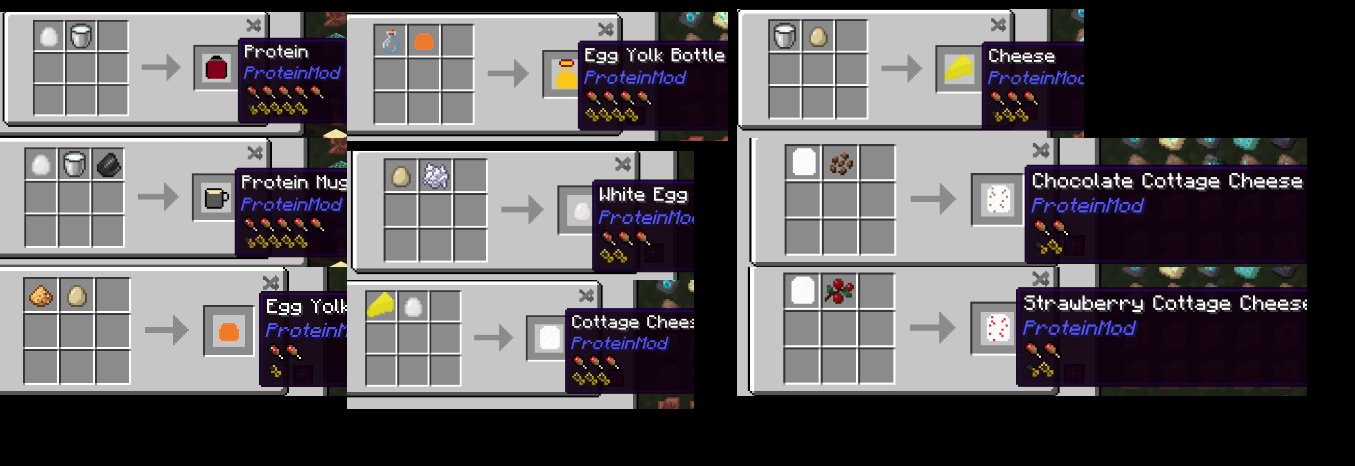 Protein
ProteinMod
Egg Yolk Bottle
ProteinMod
Cheese
ProteinMod
Protein Mug
ProteinMod
White Egg
ProteinMo
Chocolate Cottage Cheese
ProteinMod
Egg Yolk
ProteinM
Cottage Chees
ProteinMod
Strawberry Cottage Cheese
ProteinMod